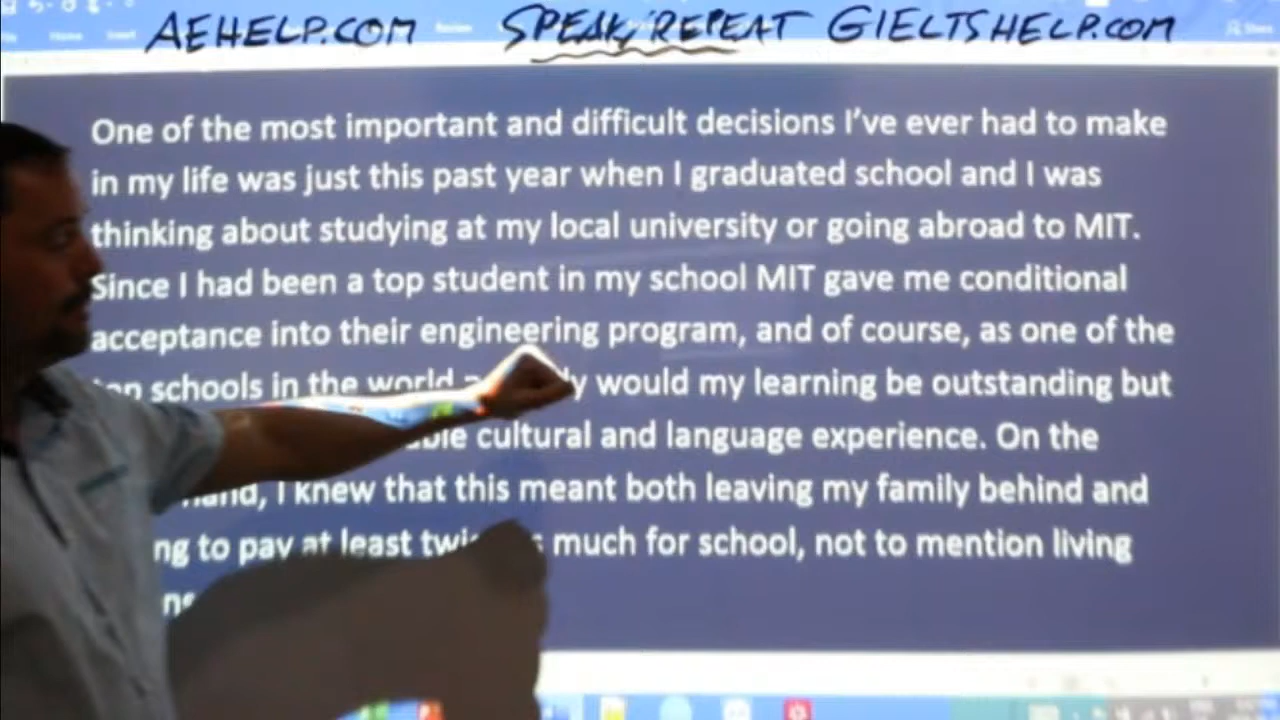 AEHELP.COM SPEAK/REPEAT GIELTSHELP.COM
One of the most important and difficult decisions I've ever had to make
in my life was just this past year when I graduated school and I was
thinking about studying at my local university or going abroad to MIT.
Since I had been a top student in my school MIT gave me conditional
acceptance into their engineering program, and of course, as one of the
schools in the world would my learning be outstanding but
cultural and language experience. On the
hand, I knew that this meant both leaving my family behind and
to pay at least much for school, not to mention living